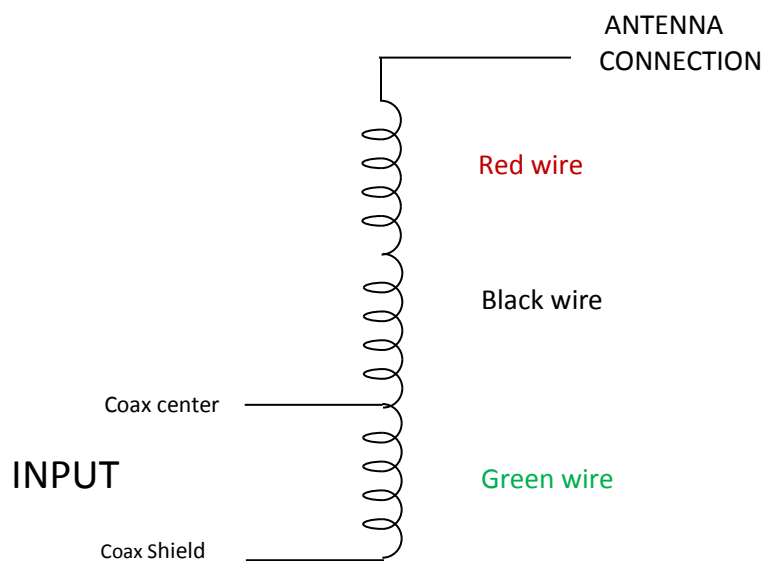 ANTENNA
CONNECTION
Red wire
Black wire
Coax center
INPUT
Green wire
Coax Shield